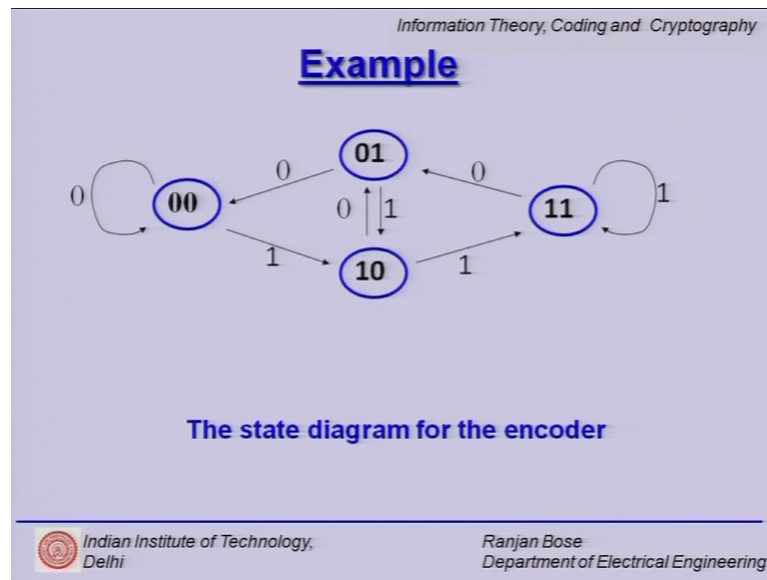 Information Theory, Coding and Cryptography
Example
01
0
0
0
00
0
1
11
1
1
10
1
The state diagram for the encoder
Indian Institute of Technology,
Delhi
Ranjan Bose
Department of Electrical Engineering